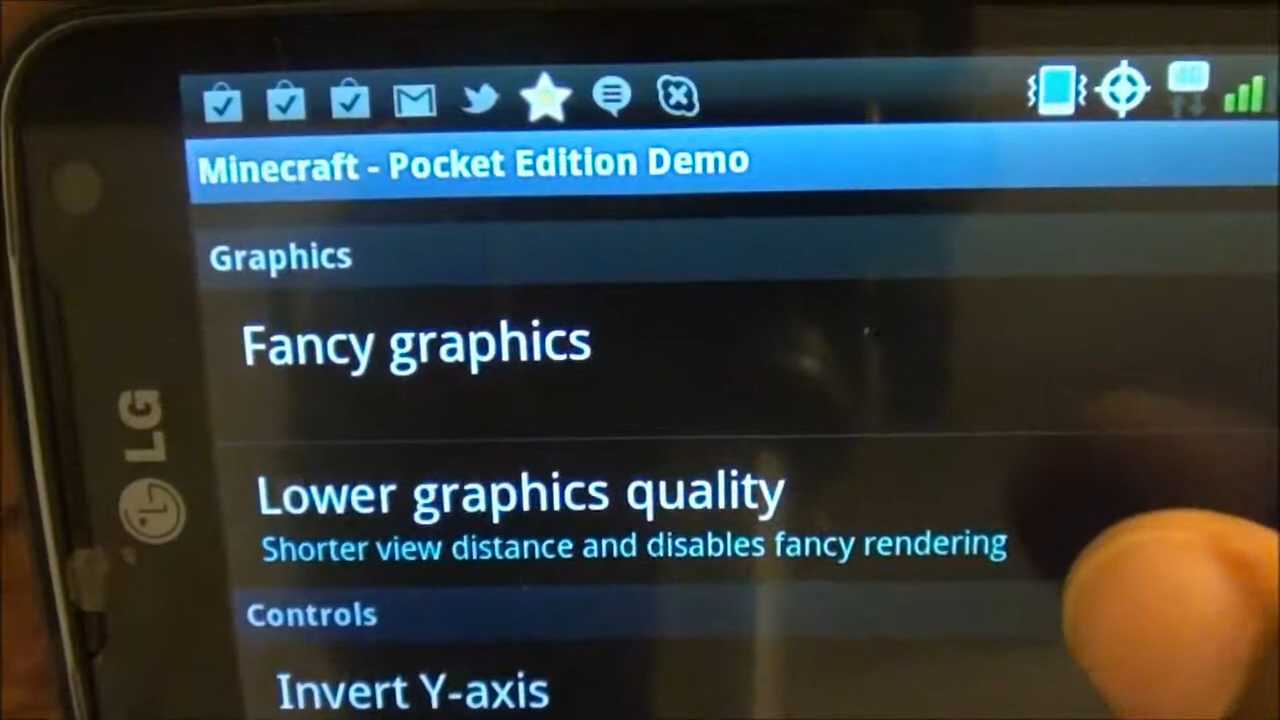 4G
Minecraft - Pocket Edition Demo
Graphics
Fancy graphics
LG
Lower graphics quality
Shorter view distance and disables fancy rendering
Controls
Invert Y-axis